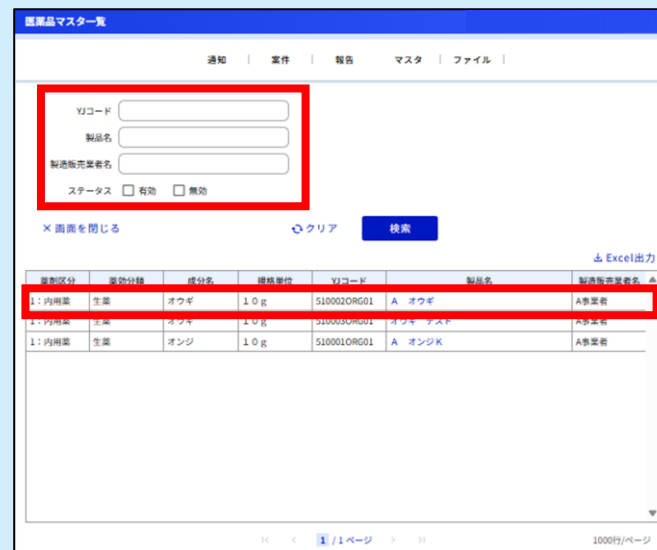 医薬品マスター覧
通知 案件 報告 マスタ ファイル
YJコード
製品名
製造販売業者名
ステータス 有効 無効
× 画面を閉じる クリア 検索
Excel出力
薬剤区分 薬効分類 成分名 規格単位 YJコード 製品名 製造販売業者名
1：内用薬 生薬 オウギ 10g 510002ORG01 A オウギ A事業者
1：内用薬 生薬 オウギ 10g 510003ORG01 オウギ テスト A事業者
1：内用薬 生薬 オンジ 10g 510001ORG01 A オンジK A事業者
1 / 1 ページ 1000行/ページ